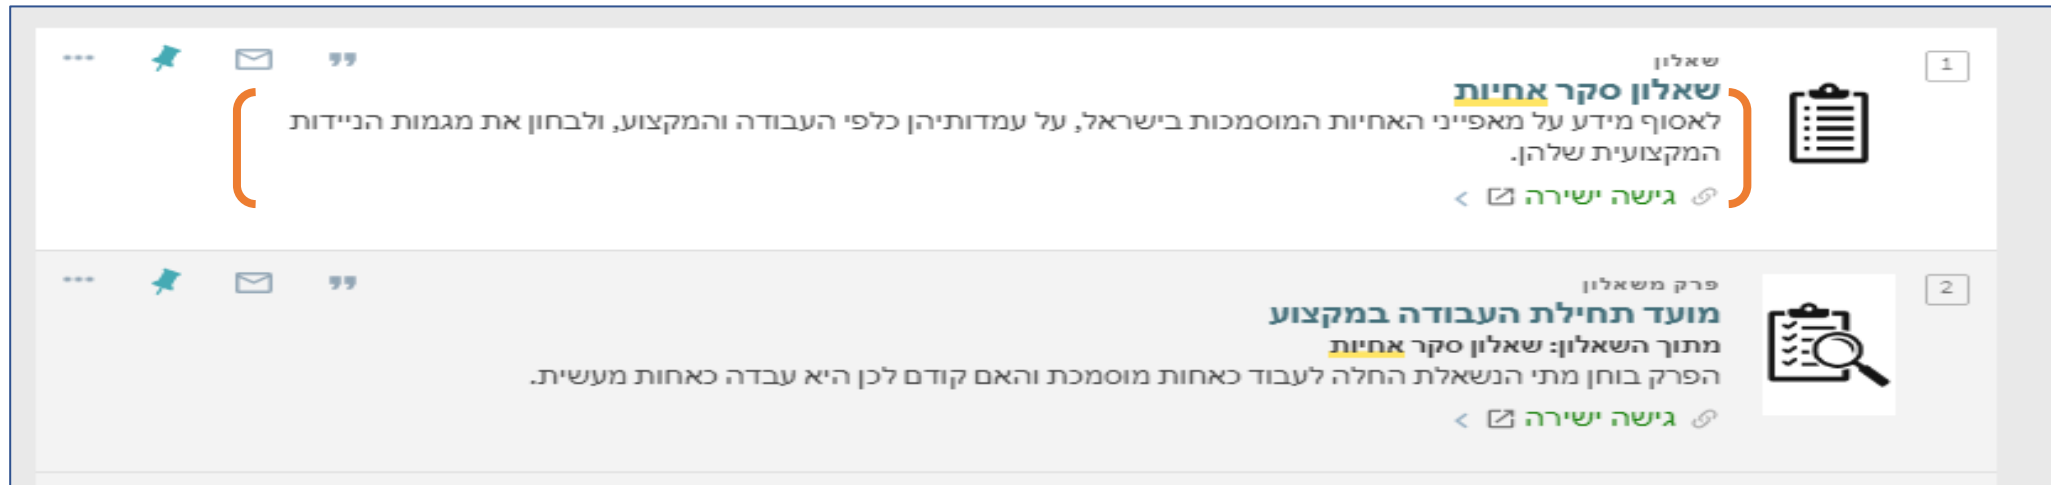 1
שאלון
שאלון סקר אחיות
לאסוף מידע על מאפייני האחיות המוסמכות בישראל, על עמדותיהן כלפי העבודה והמקצוע, ולבחון את מגמות הניידות
המקצועית שלהן.
גישה ישירה
2
פרק משאלון
מועד תחילת העבודה במקצוע
מתוך השאלון: שאלון סקר אחיות
הפרק בוחן מתי הנשאלת החלה לעבוד כאחות מוסמכת והאם קודם לכן היא עבדה כאחות מעשית.
גישה ישירה